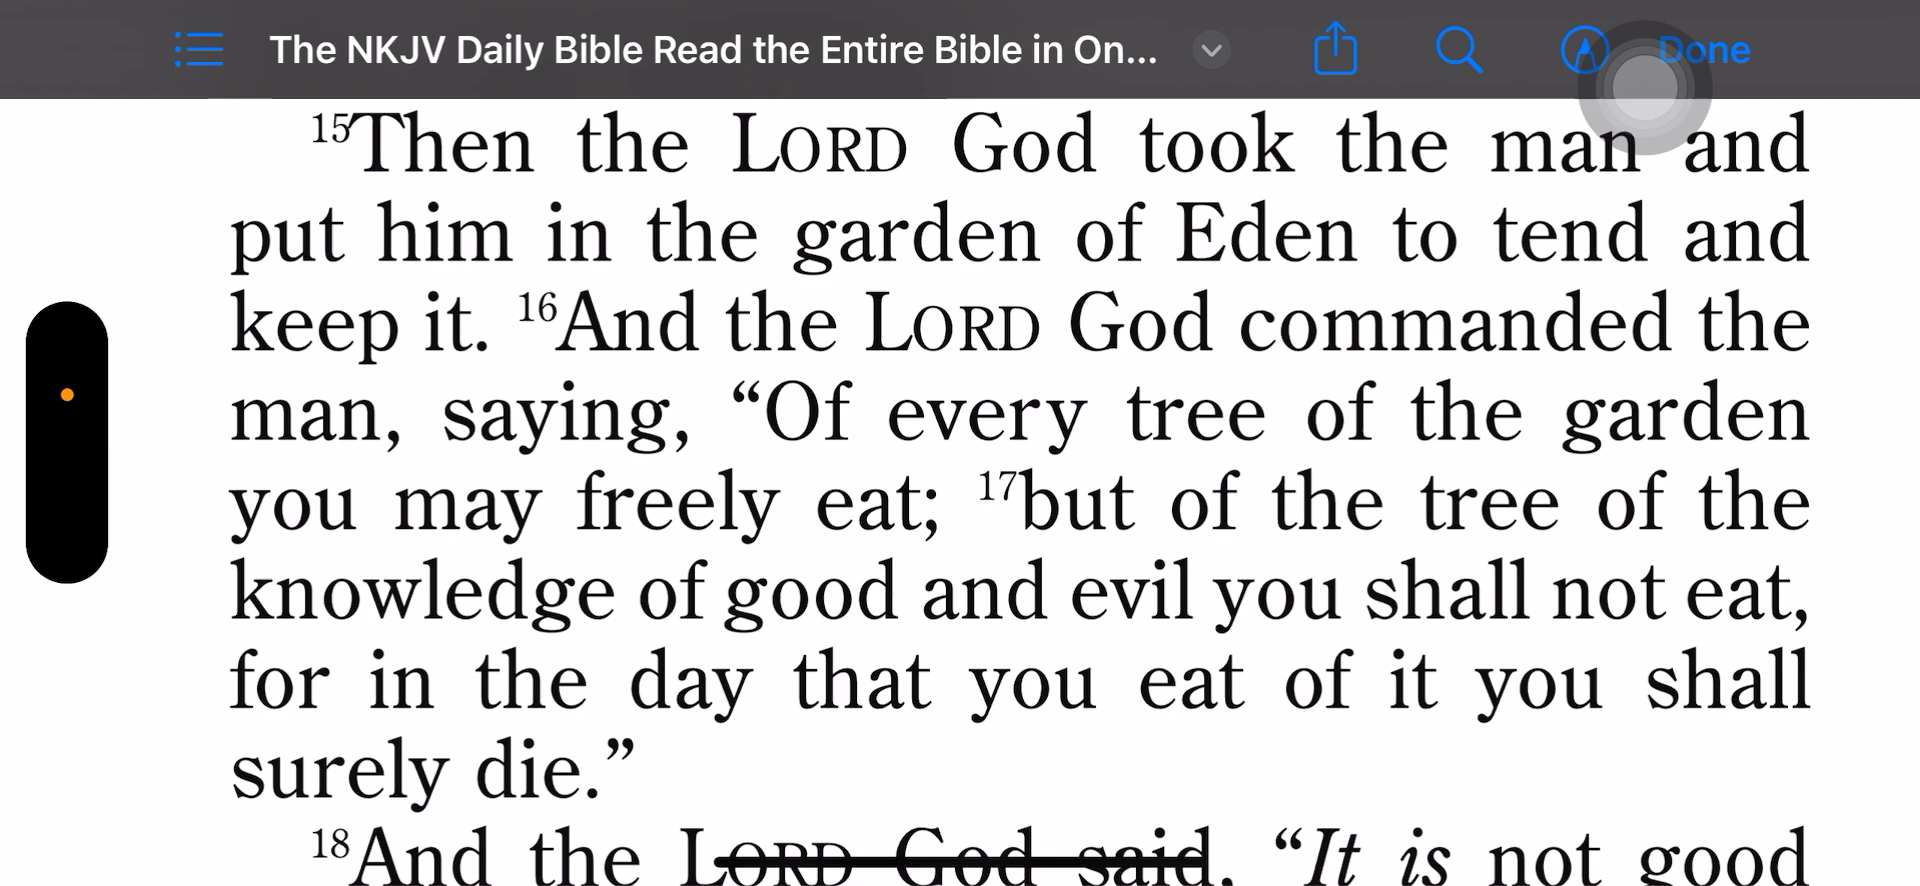 The NKJV Daily Bible Read the Entire Bible in On...
Done
15Then the LORD God took the man and
put him in the garden of Eden to tend and
keep it. 16And the LORD God commanded the
man, saying, “Of every tree of the garden
you may freely eat; 17but of the tree of the
knowledge of good and evil you shall not eat,
for in the day that you eat of it you shall
surely die.”
18And the LORD God said, “It is not good